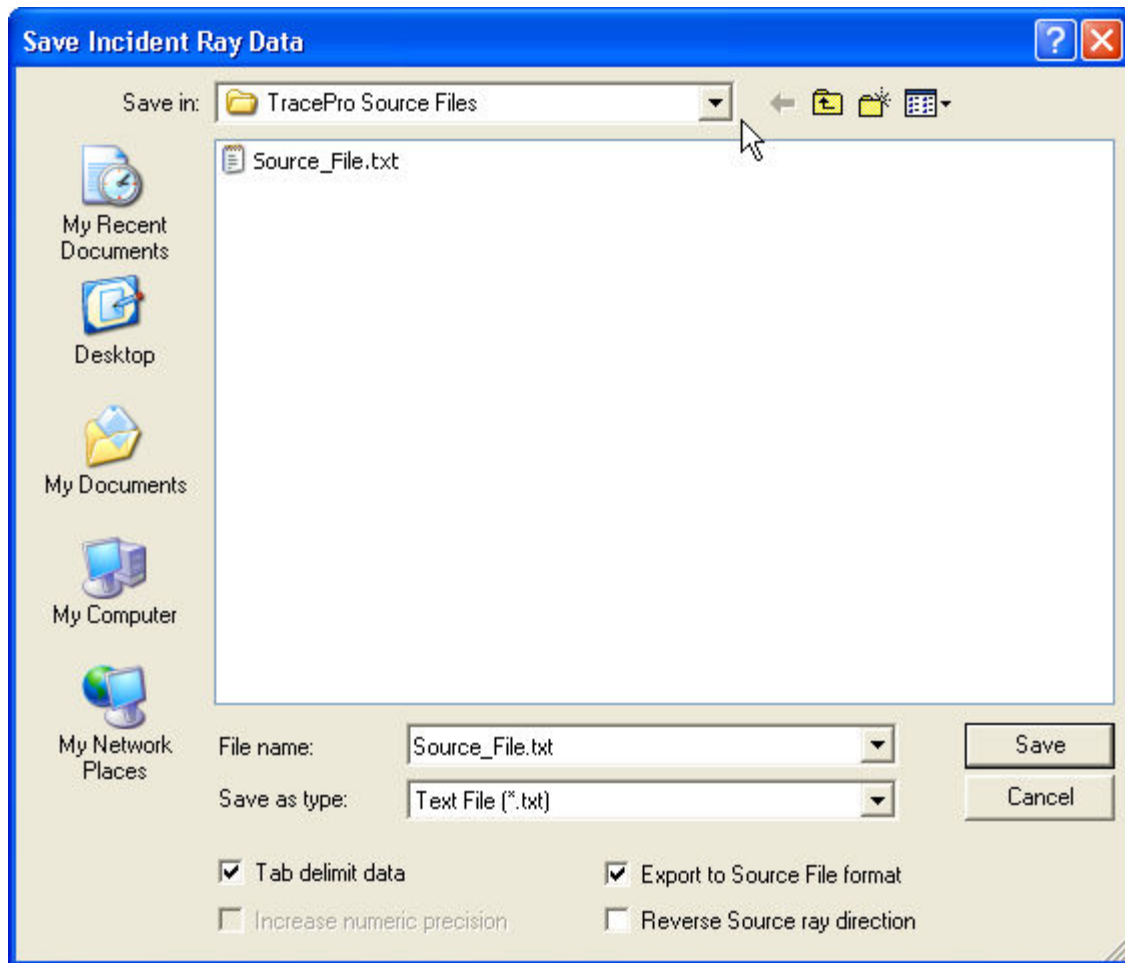 Save Incident Ray Data
Save in: TracePro Source Files
Source_File.txt
My Recent
Documents
Desktop
My Documents
My Computer
My Network
Places
File name: Source_File.txt Save
Save as type: Text File (*.txt) Cancel
Tab delimit data Export to Source File format
Increase numeric precision Reverse Source ray direction